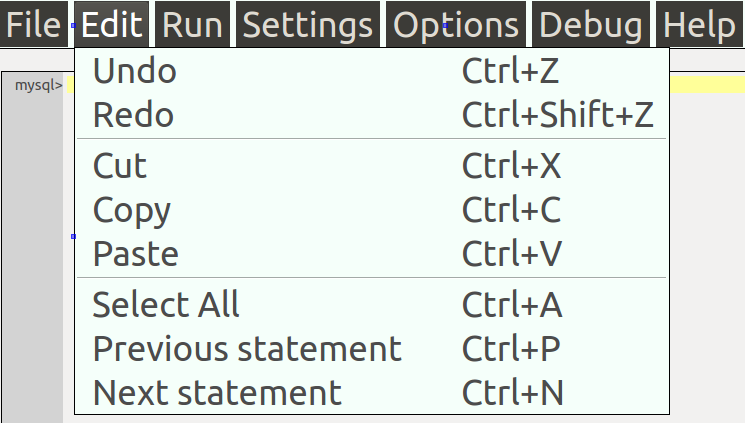 File Edit Run Settings Options Debug Help
mysql>
Undo Ctrl+Z
Redo Ctrl+Shift+Z
Cut Ctrl+X
Copy Ctrl+C
Paste Ctrl+V
Select All Ctrl+A
Previous statement Ctrl+P
Next statement Ctrl+N